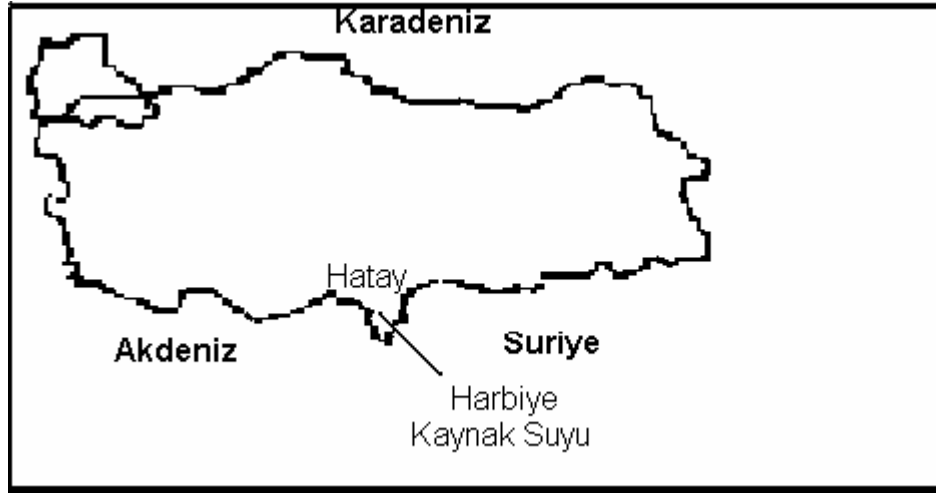 Karadeniz
Hatay
Akdeniz
Suriye
Harbiye
Kaynak Suyu